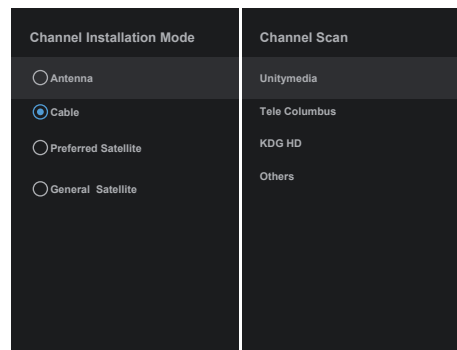 Channel Installation Mode
Antenna
Cable
Preferred Satellite
General Satellite
Channel Scan
Unitymedia
Tele Columbus
KDG HD
Others